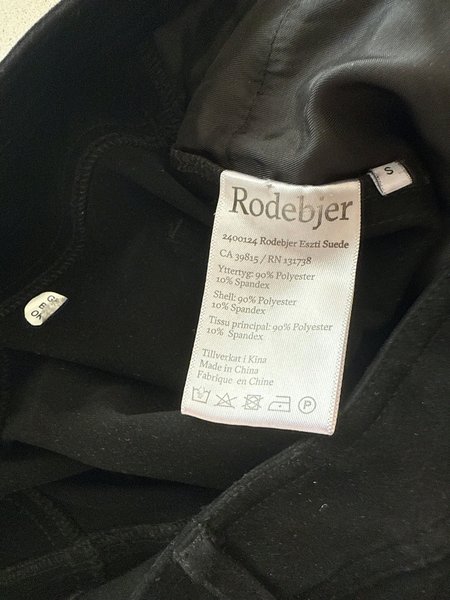 S
Rodebjer
2400124 Rodebjer Eszti Suede
CA 39815 / RN 131738
Yttertyg: 90% Polyester
10% Spandex
Shell: 90% Polyester
10% Spandex
Tissu principal: 90% Polyester
10% Spandex
Tillverkat i Kina
Made in China
Fabrique en Chine
P